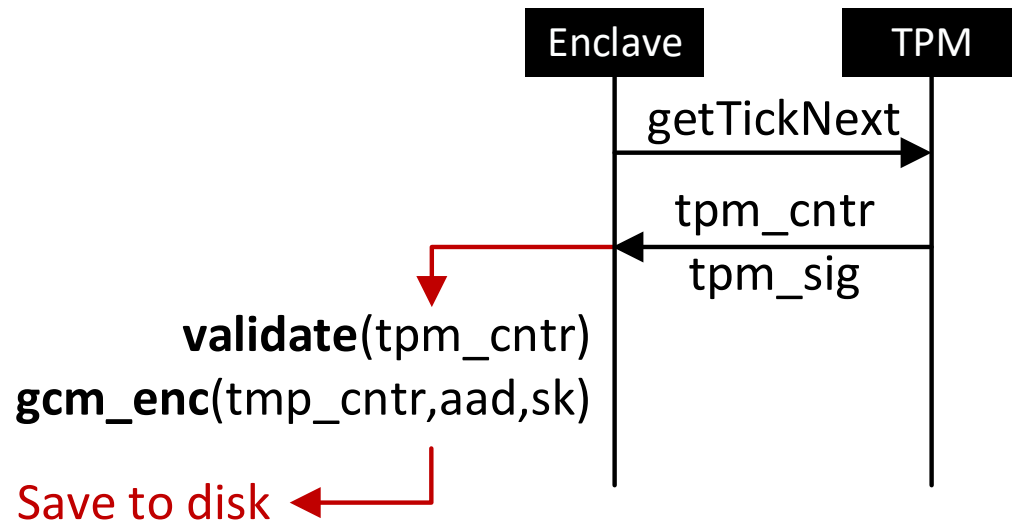 Enclave
TPM
getTickNext
tpm_cntr
tpm_sig
validate(tpm_cntr)
gcm_enc(tmp_cntr,aad,sk)
Save to disk